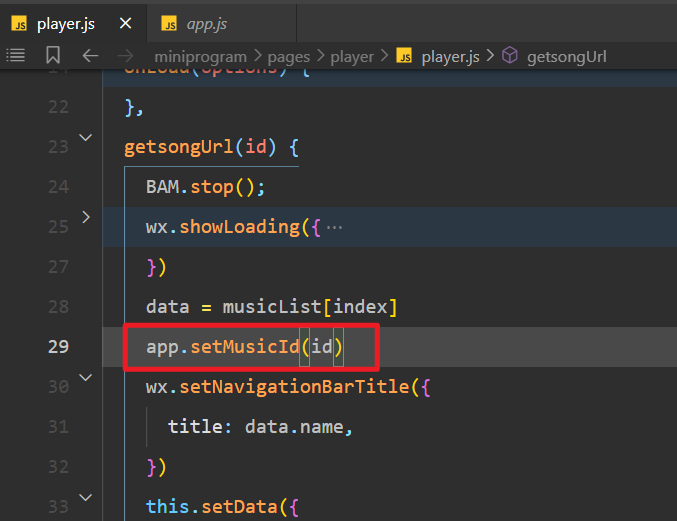 JS player.js × JS app.js
miniprogram > pages > player > JS player.js > getsongUrl
onLoad(options) {
22 },
23 getsongUrl(id) {
24 BAM.stop();
25 wx.showLoading({ ⋯
27 })
28 data = musicList[index]
29 app.setMusicId(id)
30 wx.setNavigationBarTitle({
31 title: data.name,
32 })
33 this.setData({